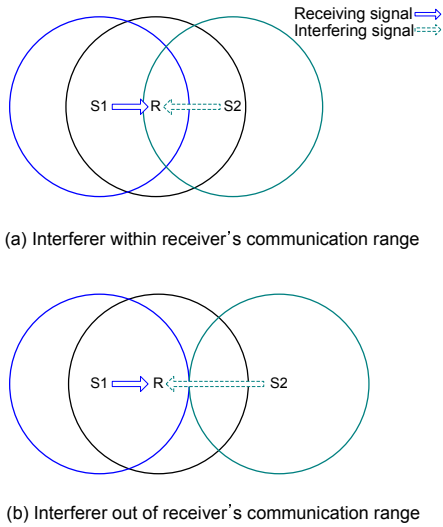 Receiving signal
Interfering signal
S1 R S2
(a) Interferer within receiver’s communication range
S1 R S2
(b) Interferer out of receiver’s communication range